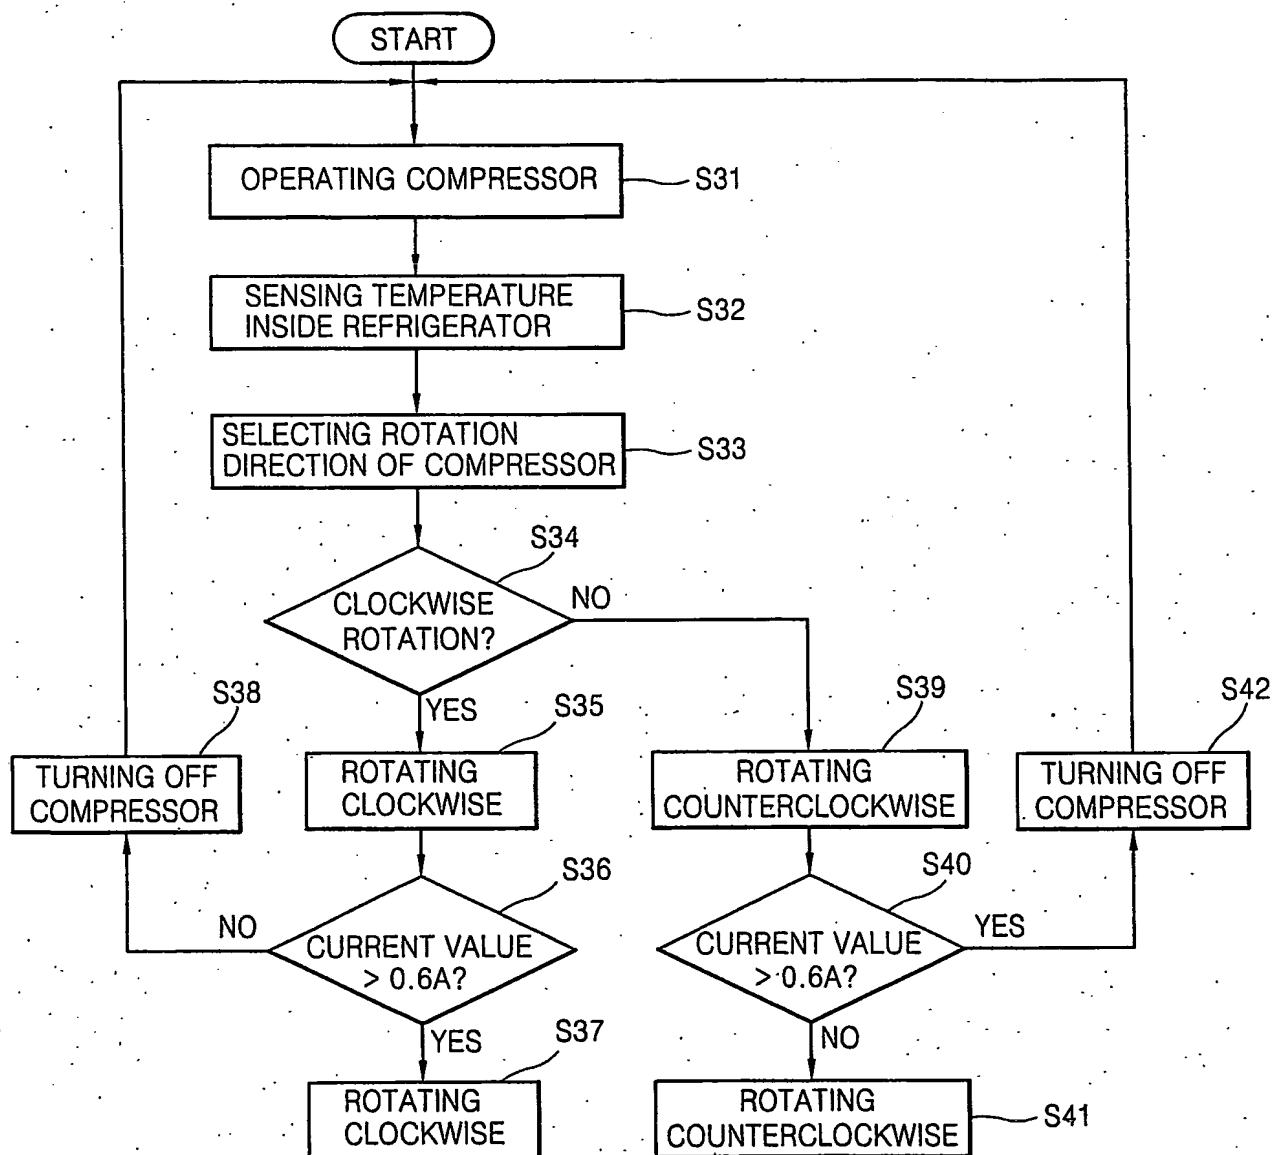 START
OPERATING COMPRESSOR
S31
SENSING TEMPERATURE
INSIDE REFRIGERATOR
S32
SELECTING ROTATION
DIRECTION OF COMPRESSOR
S33
S34
CLOCKWISE
ROTATION?
NO
YES
S38
TURNING OFF
COMPRESSOR
S35
ROTATING
CLOCKWISE
S39
ROTATING
COUNTERCLOCKWISE
S42
TURNING OFF
COMPRESSOR
S36
NO
CURRENT VALUE
> 0.6A?
YES
S40
CURRENT VALUE
> 0.6A?
YES
NO
S37
ROTATING
CLOCKWISE
ROTATING
COUNTERCLOCKWISE
S41